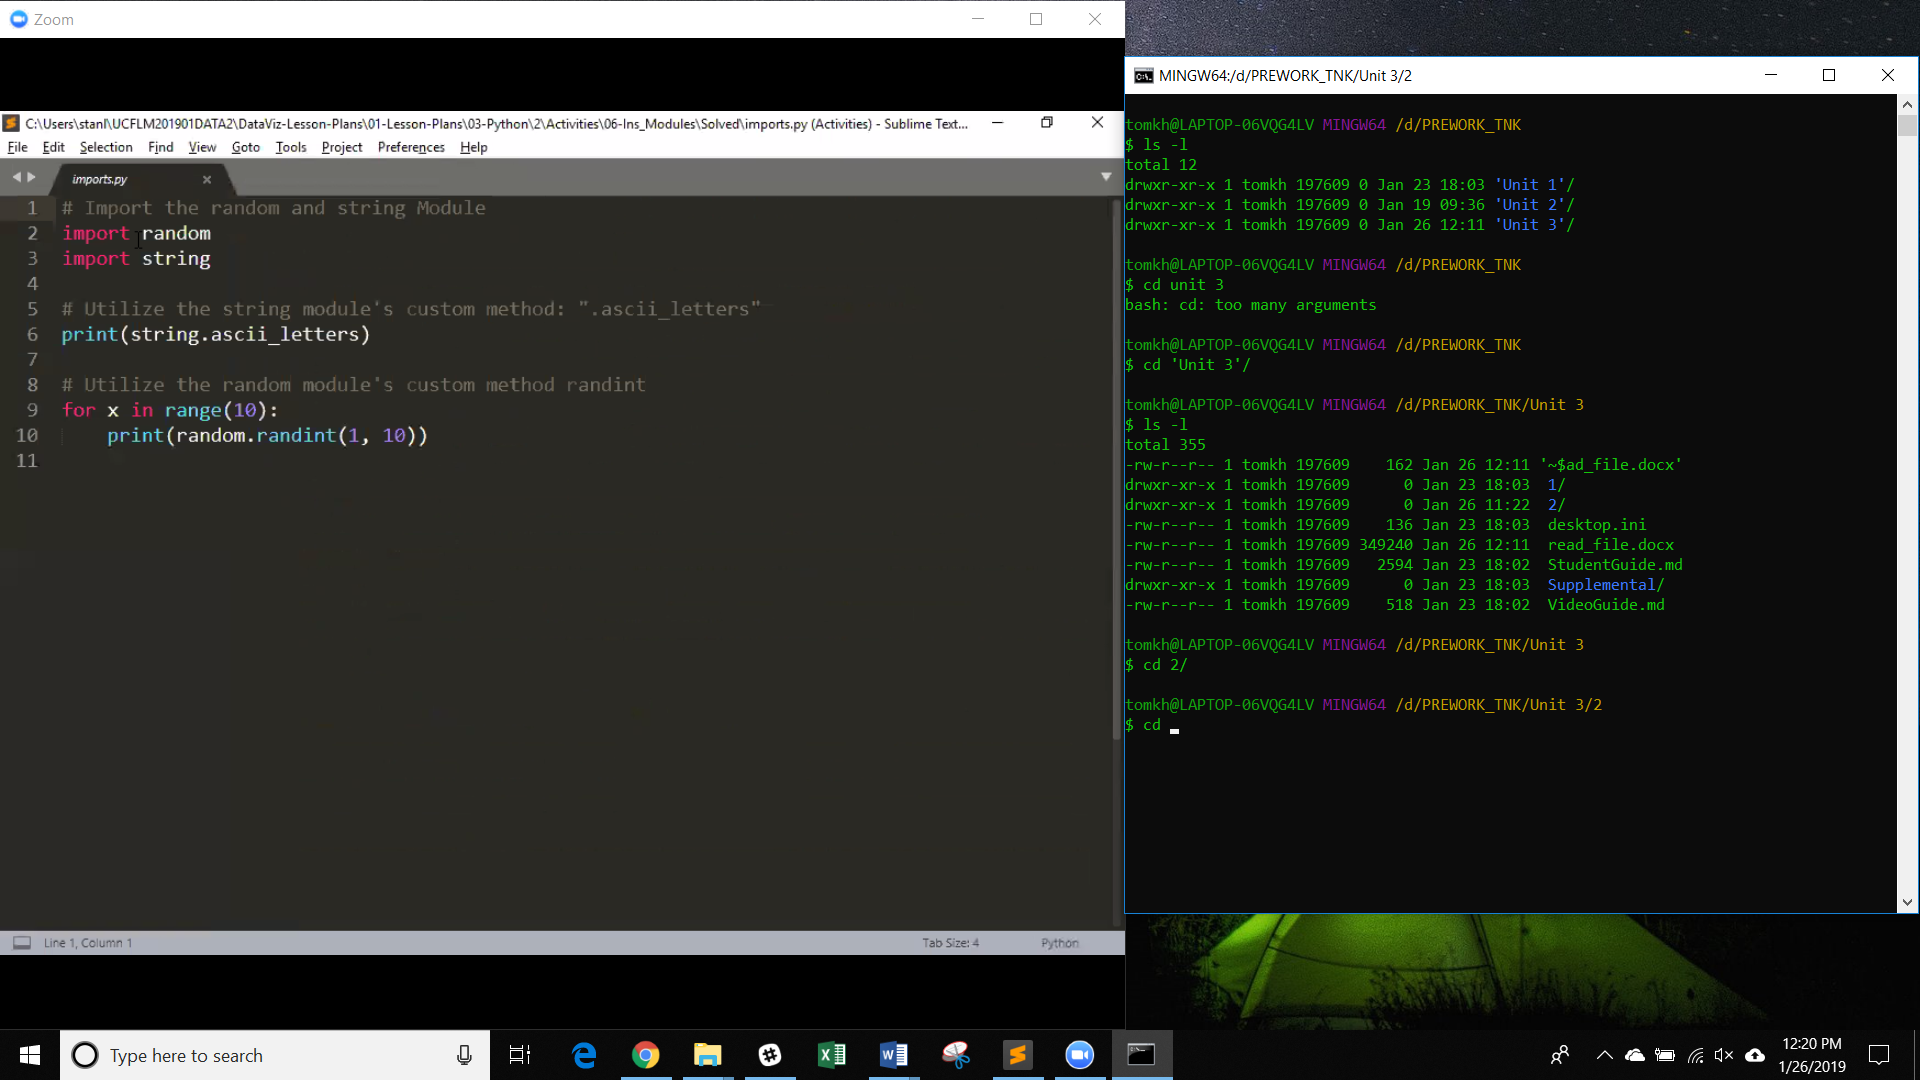 Zoom
C:\Users\stanl\UCFLM201901DATA2\DataViz-Lesson-Plans\01-Lesson-Plans\03-Python\2\Activities\06-Ins_Modules\Solved\imports.py (Activities) - Sublime Text...
File Edit Selection Find View Goto Tools Project Preferences Help
imports.py
1 # Import the random and string Module
2 import random
3 import string
4
5 # Utilize the string module's custom method: ".ascii_letters"
6 print(string.ascii_letters)
7
8 # Utilize the random module's custom method randint
9 for x in range(10):
10     print(random.randint(1, 10))
11
Line 1, Column 1 Tab Size: 4 Python
MINGW64:/d/PREWORK_TNK/Unit 3/2
tomkh@LAPTOP-06VQG4LV MINGW64 /d/PREWORK_TNK
$ ls -l
total 12
drwxr-xr-x 1 tomkh 197609 0 Jan 23 18:03 'Unit 1'/
drwxr-xr-x 1 tomkh 197609 0 Jan 19 09:36 'Unit 2'/
drwxr-xr-x 1 tomkh 197609 0 Jan 26 12:11 'Unit 3'/
tomkh@LAPTOP-06VQG4LV MINGW64 /d/PREWORK_TNK
$ cd unit 3
bash: cd: too many arguments
tomkh@LAPTOP-06VQG4LV MINGW64 /d/PREWORK_TNK
$ cd 'Unit 3'/
tomkh@LAPTOP-06VQG4LV MINGW64 /d/PREWORK_TNK/Unit 3
$ ls -l
total 355
-rw-r--r-- 1 tomkh 197609    162 Jan 26 12:11 '~$ad_file.docx'
drwxr-xr-x 1 tomkh 197609      0 Jan 23 18:03  1/
drwxr-xr-x 1 tomkh 197609      0 Jan 26 11:22  2/
-rw-r--r-- 1 tomkh 197609    136 Jan 23 18:03  desktop.ini
-rw-r--r-- 1 tomkh 197609 349240 Jan 26 12:11  read_file.docx
-rw-r--r-- 1 tomkh 197609   2594 Jan 23 18:02  StudentGuide.md
drwxr-xr-x 1 tomkh 197609      0 Jan 23 18:03  Supplemental/
-rw-r--r-- 1 tomkh 197609    518 Jan 23 18:02  VideoGuide.md
tomkh@LAPTOP-06VQG4LV MINGW64 /d/PREWORK_TNK/Unit 3
$ cd 2/
tomkh@LAPTOP-06VQG4LV MINGW64 /d/PREWORK_TNK/Unit 3/2
$ cd
Type here to search
12:20 PM
1/26/2019